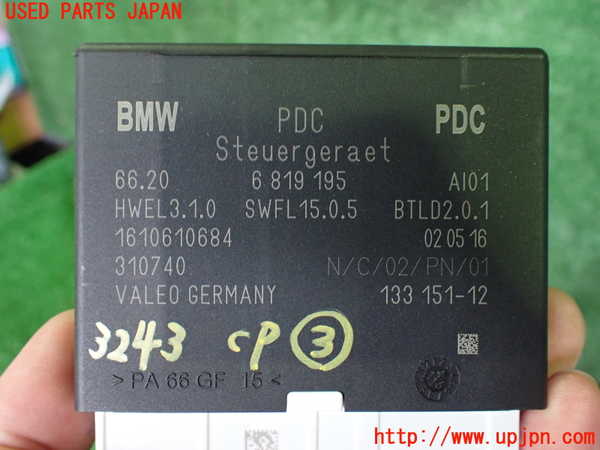 USED PARTS JAPAN
BMW PDC PDC
Steuergeraet
66.20 6 819 195 AI01
HWEL3.1.0 SWFL15.0.5 BTLD2.0.1
1610610684 02 05 16
310740 N/C/02/PN/01
VALEO GERMANY 133 151-12
3243 CP 3
>PA 66 GF 15<
http://www.upjpn.com/